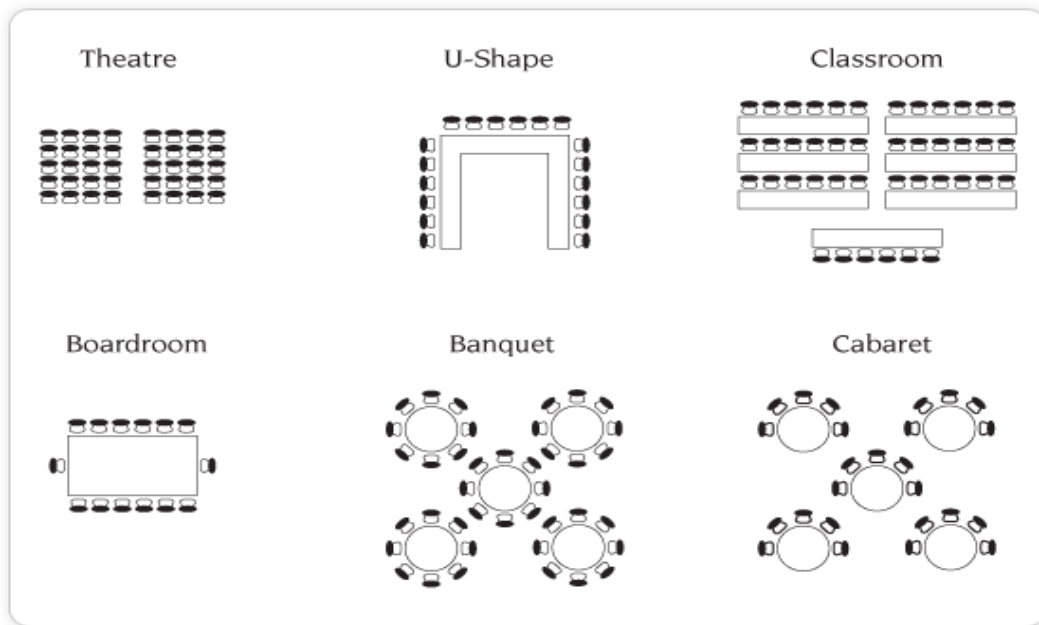 Theatre
U-Shape
Classroom
Boardroom
Banquet
Cabaret